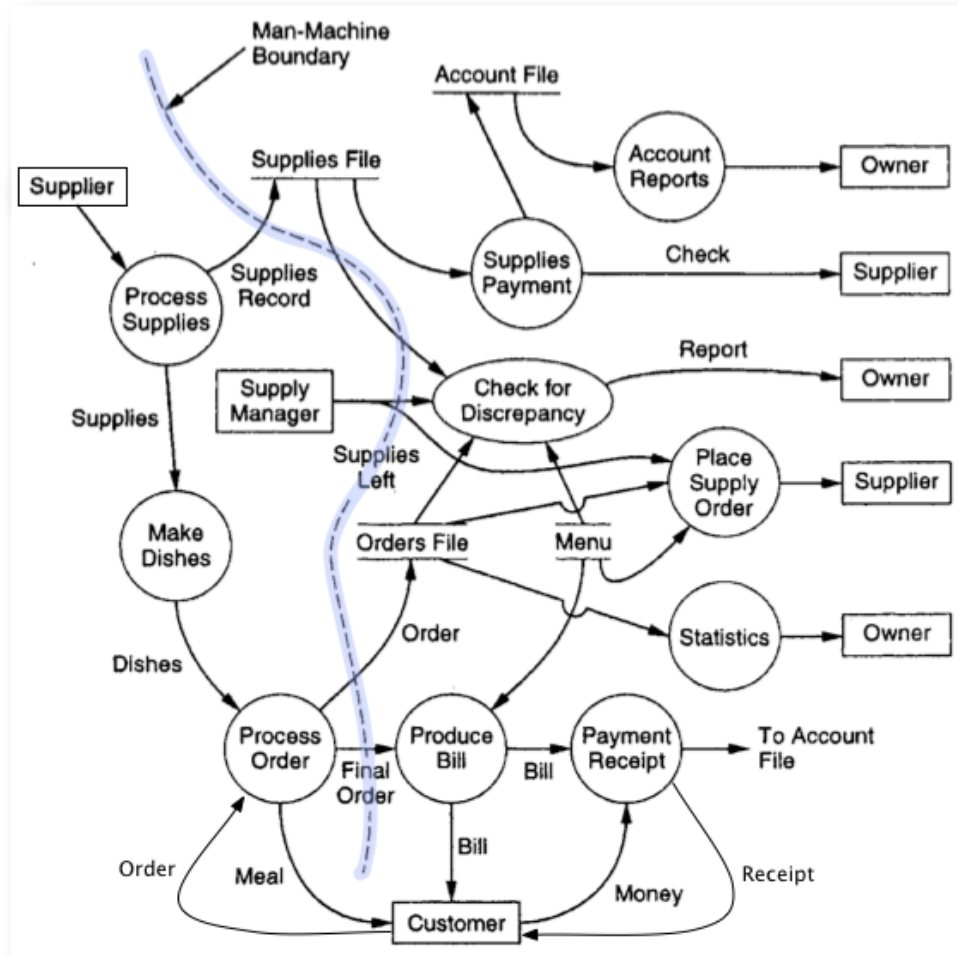 Man-Machine
Boundary
Account File
Supplies File
Account
Reports
Owner
Supplier
Supplies
Payment
Check
Supplier
Supplies
Record
Process
Supplies
Report
Owner
Supply
Manager
Check for
Discrepancy
Supplies
Supplies
Left
Place
Supply
Order
Supplier
Make
Dishes
Orders File
Menu
Order
Statistics
Owner
Dishes
Process
Order
Final
Order
Produce
Bill
Bill
Payment
Receipt
To Account
File
Order
Meal
Bill
Money
Receipt
Customer